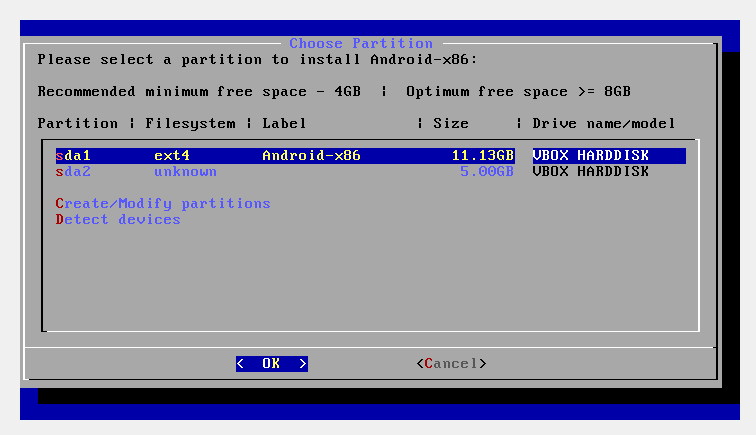 Choose Partition
Please select a partition to install Android-x86:
Recommended minimum free space - 4GB ¦ Optimum free space >= 8GB
Partition ¦ Filesystem ¦ Label ¦ Size ¦ Drive name/model
sda1 ext4 Android-x86 11.13GB VBOX HARDDISK
sda2 unknown 5.00GB VBOX HARDDISK
Create/Modify partitions
Detect devices
< OK > <Cancel>